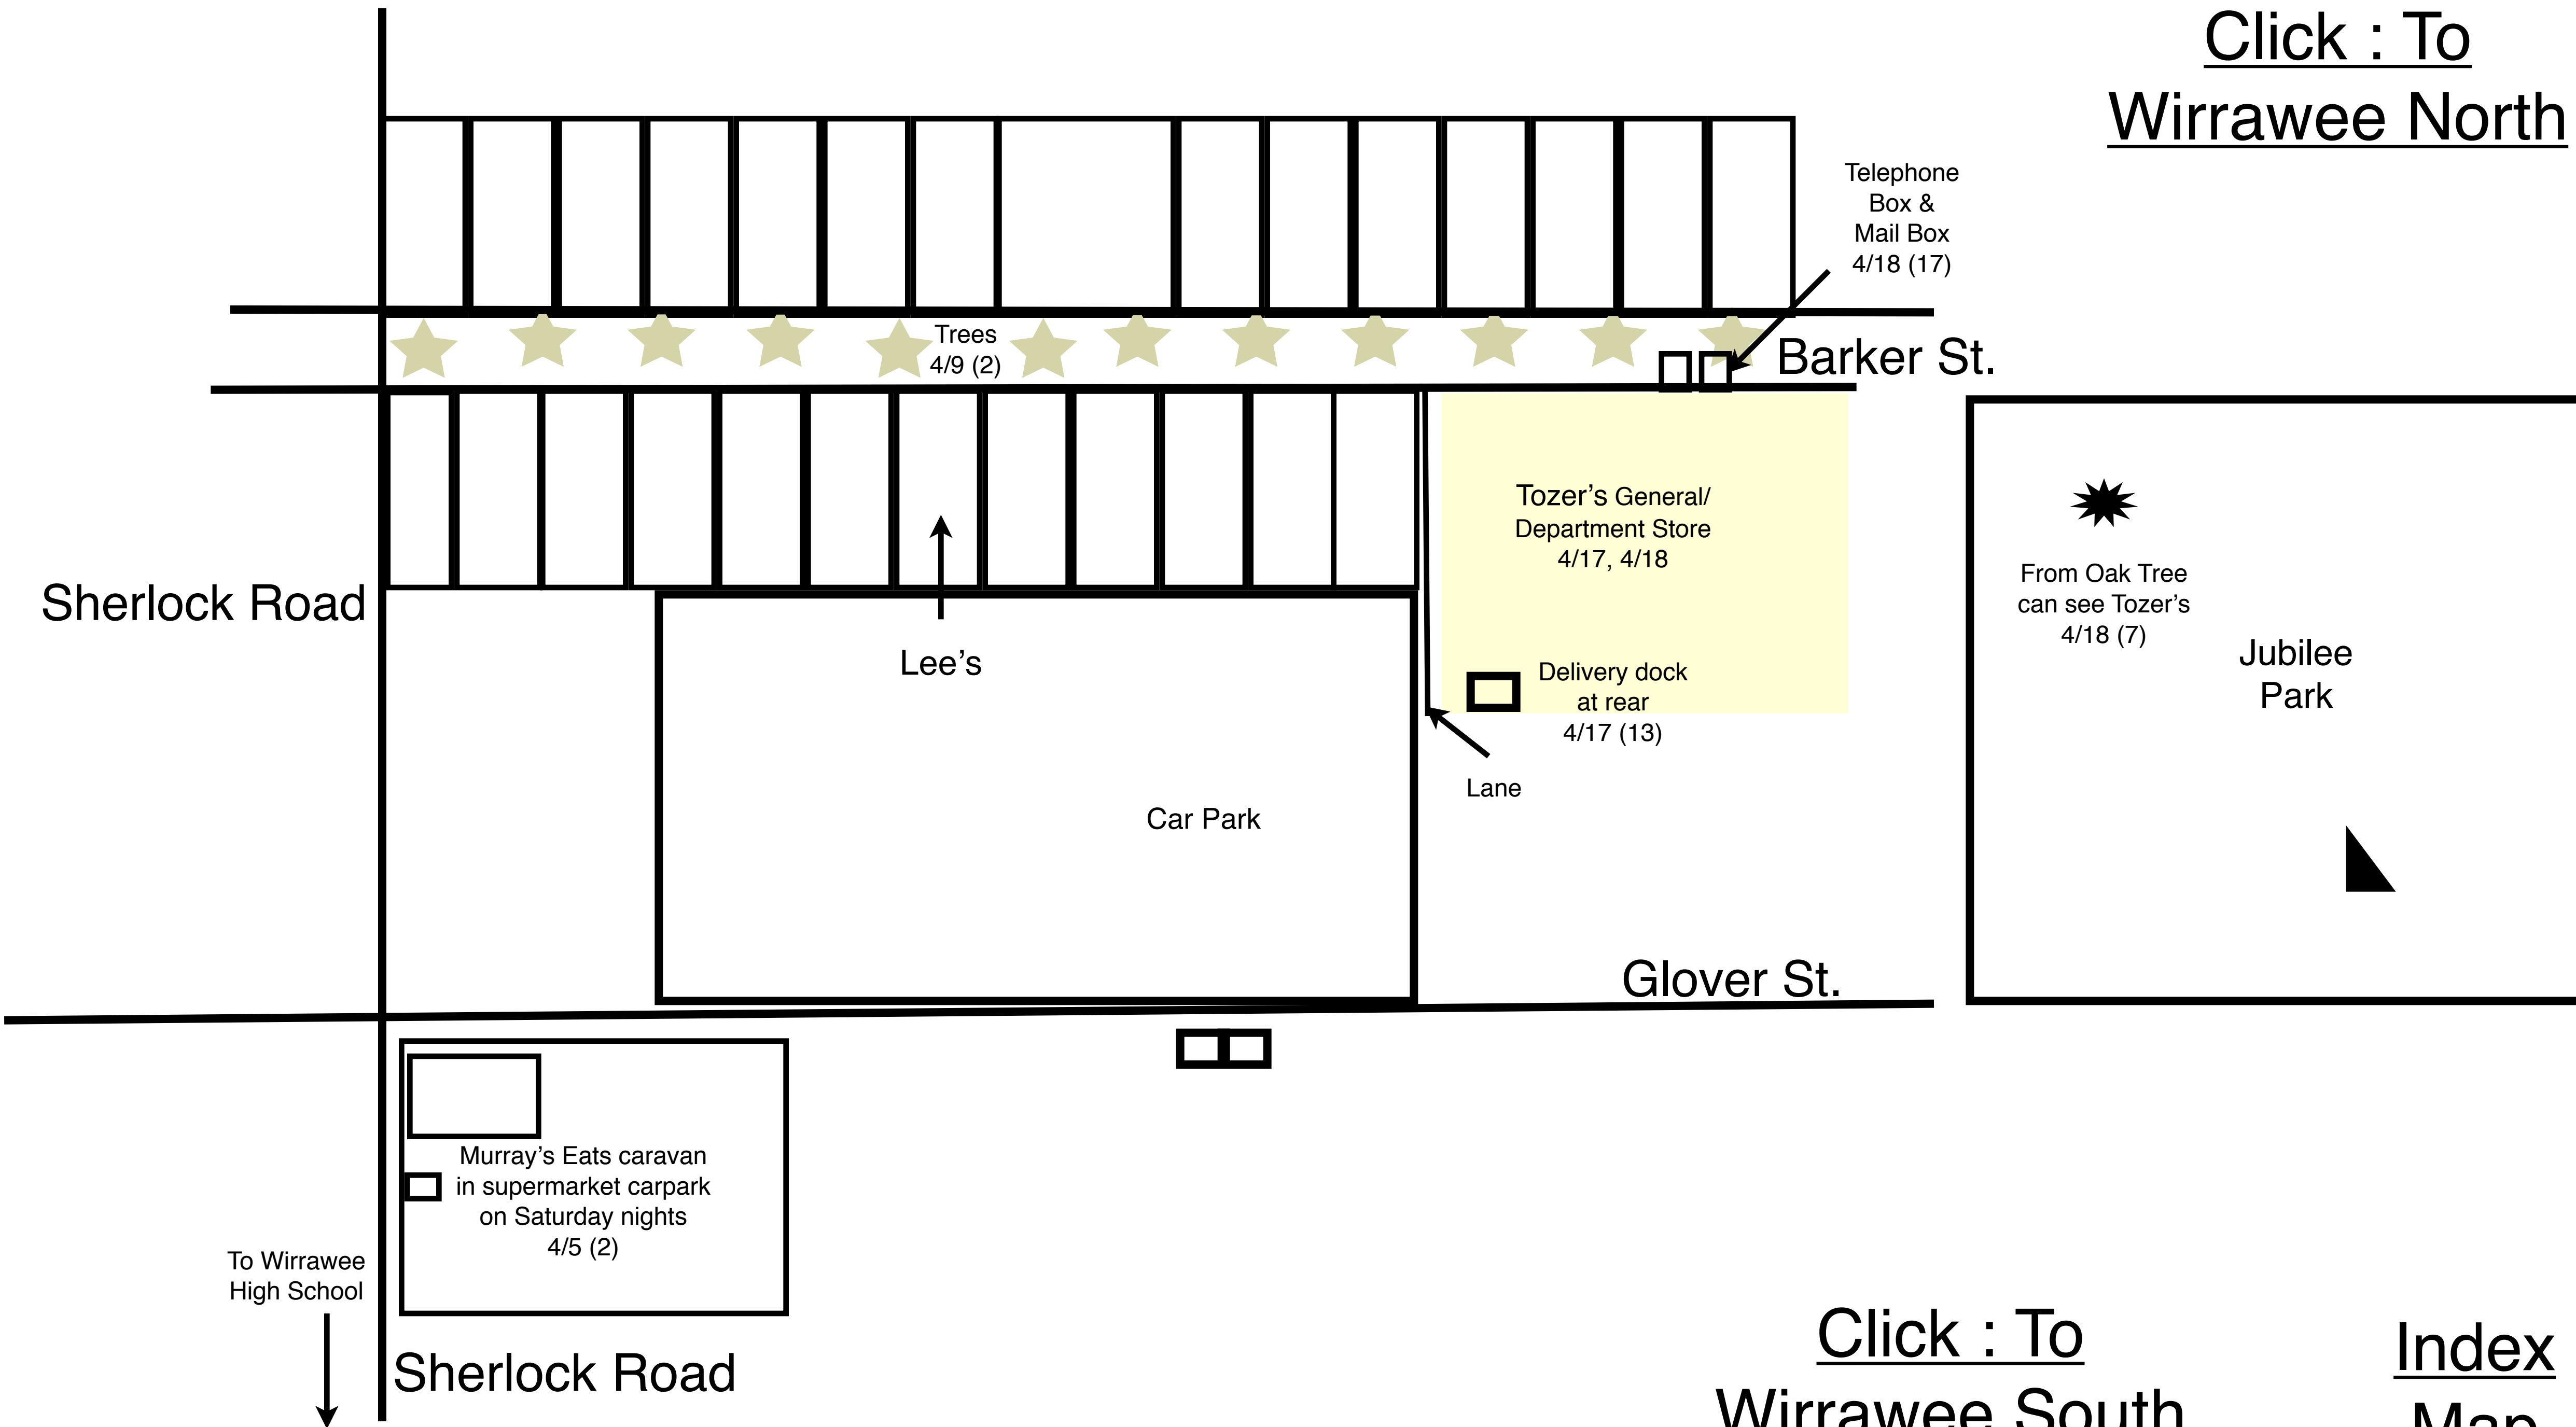 Click : To
Wirrawee North
Telephone
Box &
Mail Box
4/18 (17)
Trees
4/9 (2)
Barker St.
Tozer's General/
Department Store
4/17, 4/18
From Oak Tree
can see Tozer's
4/18 (7)
Sherlock Road
Lee's
Jubilee
Park
Delivery dock
at rear
4/17 (13)
Lane
Car Park
Glover St.
Murray's Eats caravan
in supermarket carpark
on Saturday nights
4/5 (2)
To Wirrawee
High School
Sherlock Road
Click : To
Wirrawee South
Index
Map